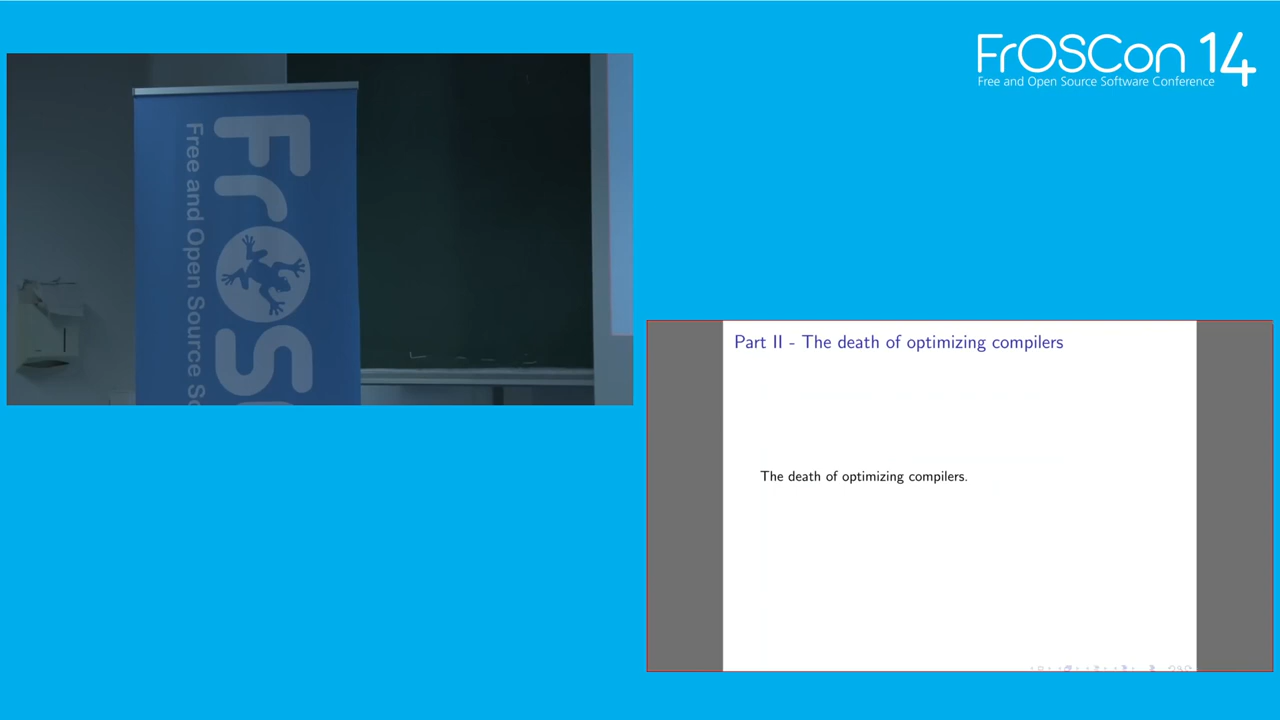 FrOSCon 14
Free and Open Source Software Conference
FrOS
Free and Open Source So
Part II - The death of optimizing compilers
The death of optimizing compilers.